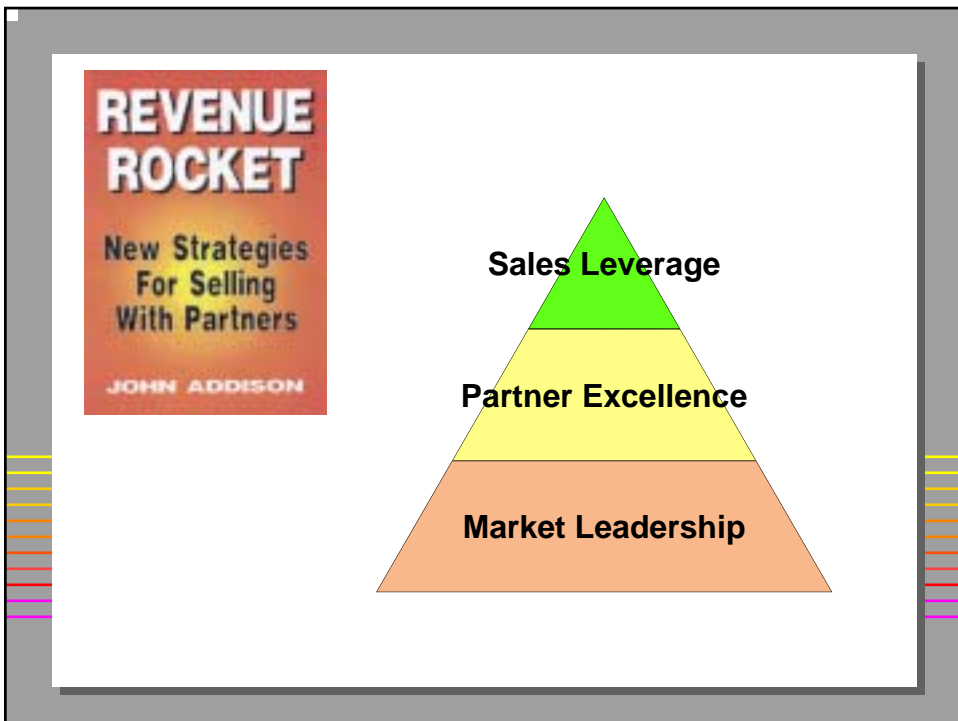 REVENUE
ROCKET
New Strategies
For Selling
With Partners
JOHN ADDISON
Sales Leverage
Partner Excellence
Market Leadership